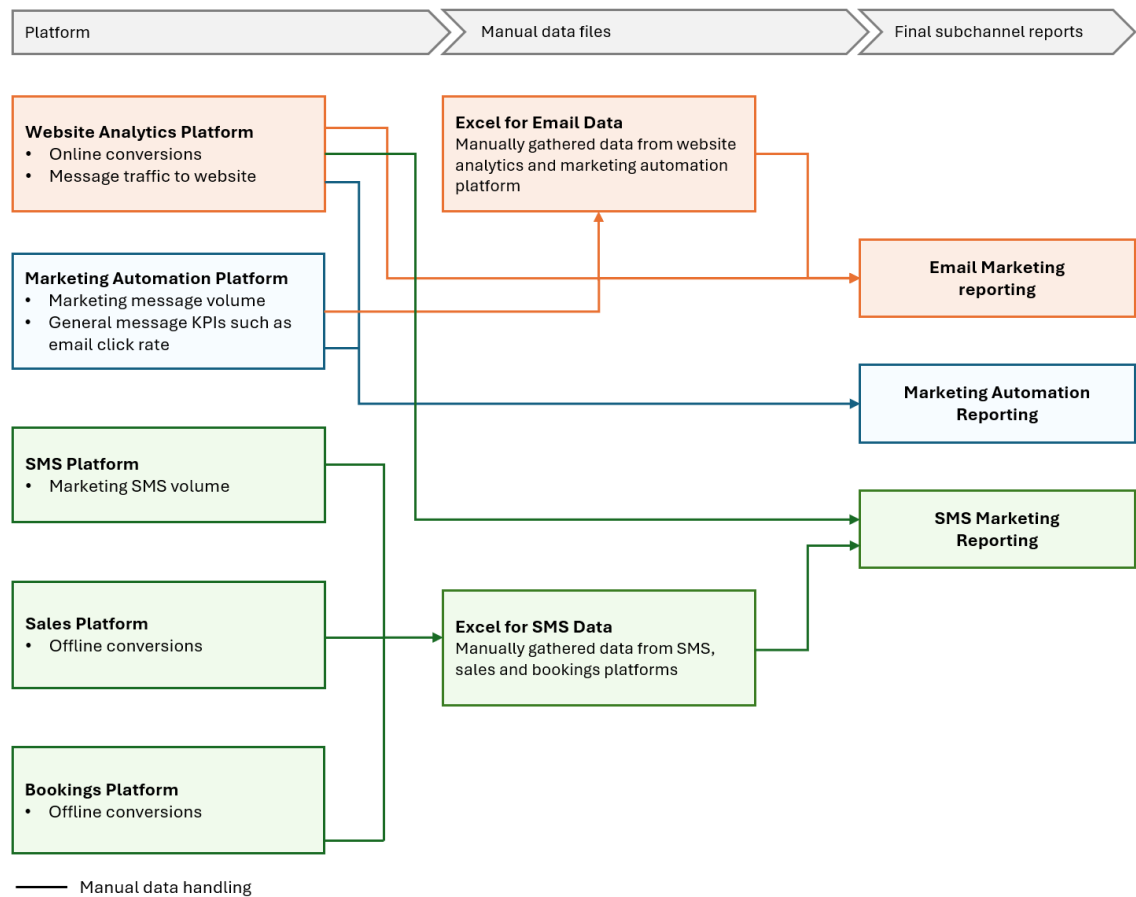 Platform
Manual data files
Final subchannel reports
Website Analytics Platform
• Online conversions
• Message traffic to website
Excel for Email Data
Manually gathered data from website
analytics and marketing automation
platform
Marketing Automation Platform
• Marketing message volume
• General message KPIs such as
email click rate
Email Marketing
reporting
Marketing Automation
Reporting
SMS Platform
• Marketing SMS volume
SMS Marketing
Reporting
Sales Platform
• Offline conversions
Excel for SMS Data
Manually gathered data from SMS,
sales and bookings platforms
Bookings Platform
• Offline conversions
Manual data handling